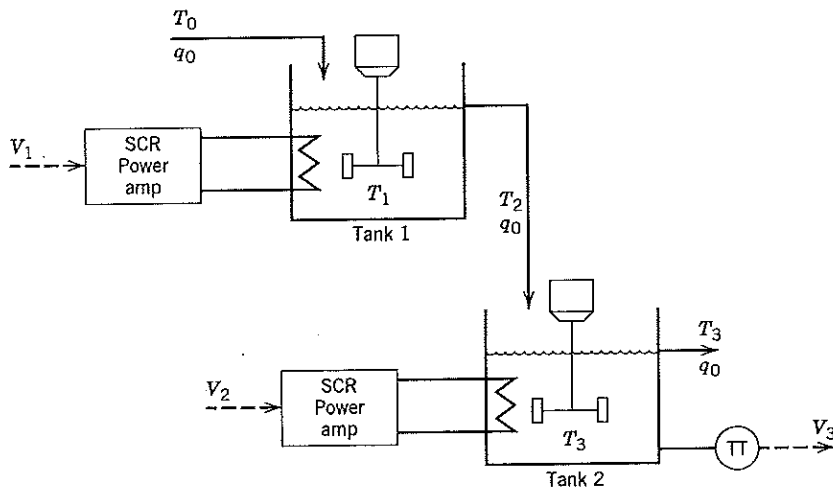 T0
q0
V1
SCR
Power
amp
T1
Tank 1
T2
q0
V2
SCR
Power
amp
T3
Tank 2
T3
q0
TT
V3